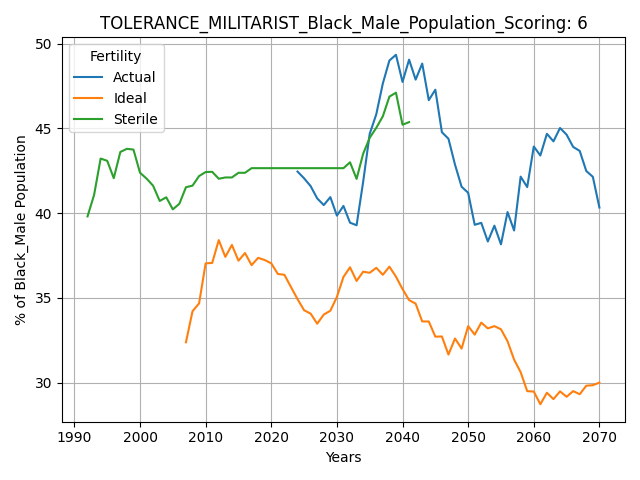 TOLERANCE_MILITARIST_Black_Male_Population_Scoring: 6
Fertility
Actual
Ideal
Sterile
% of Black_Male Population
50
45
40
35
30
1990 2000 2010 2020 2030 2040 2050 2060 2070
Years